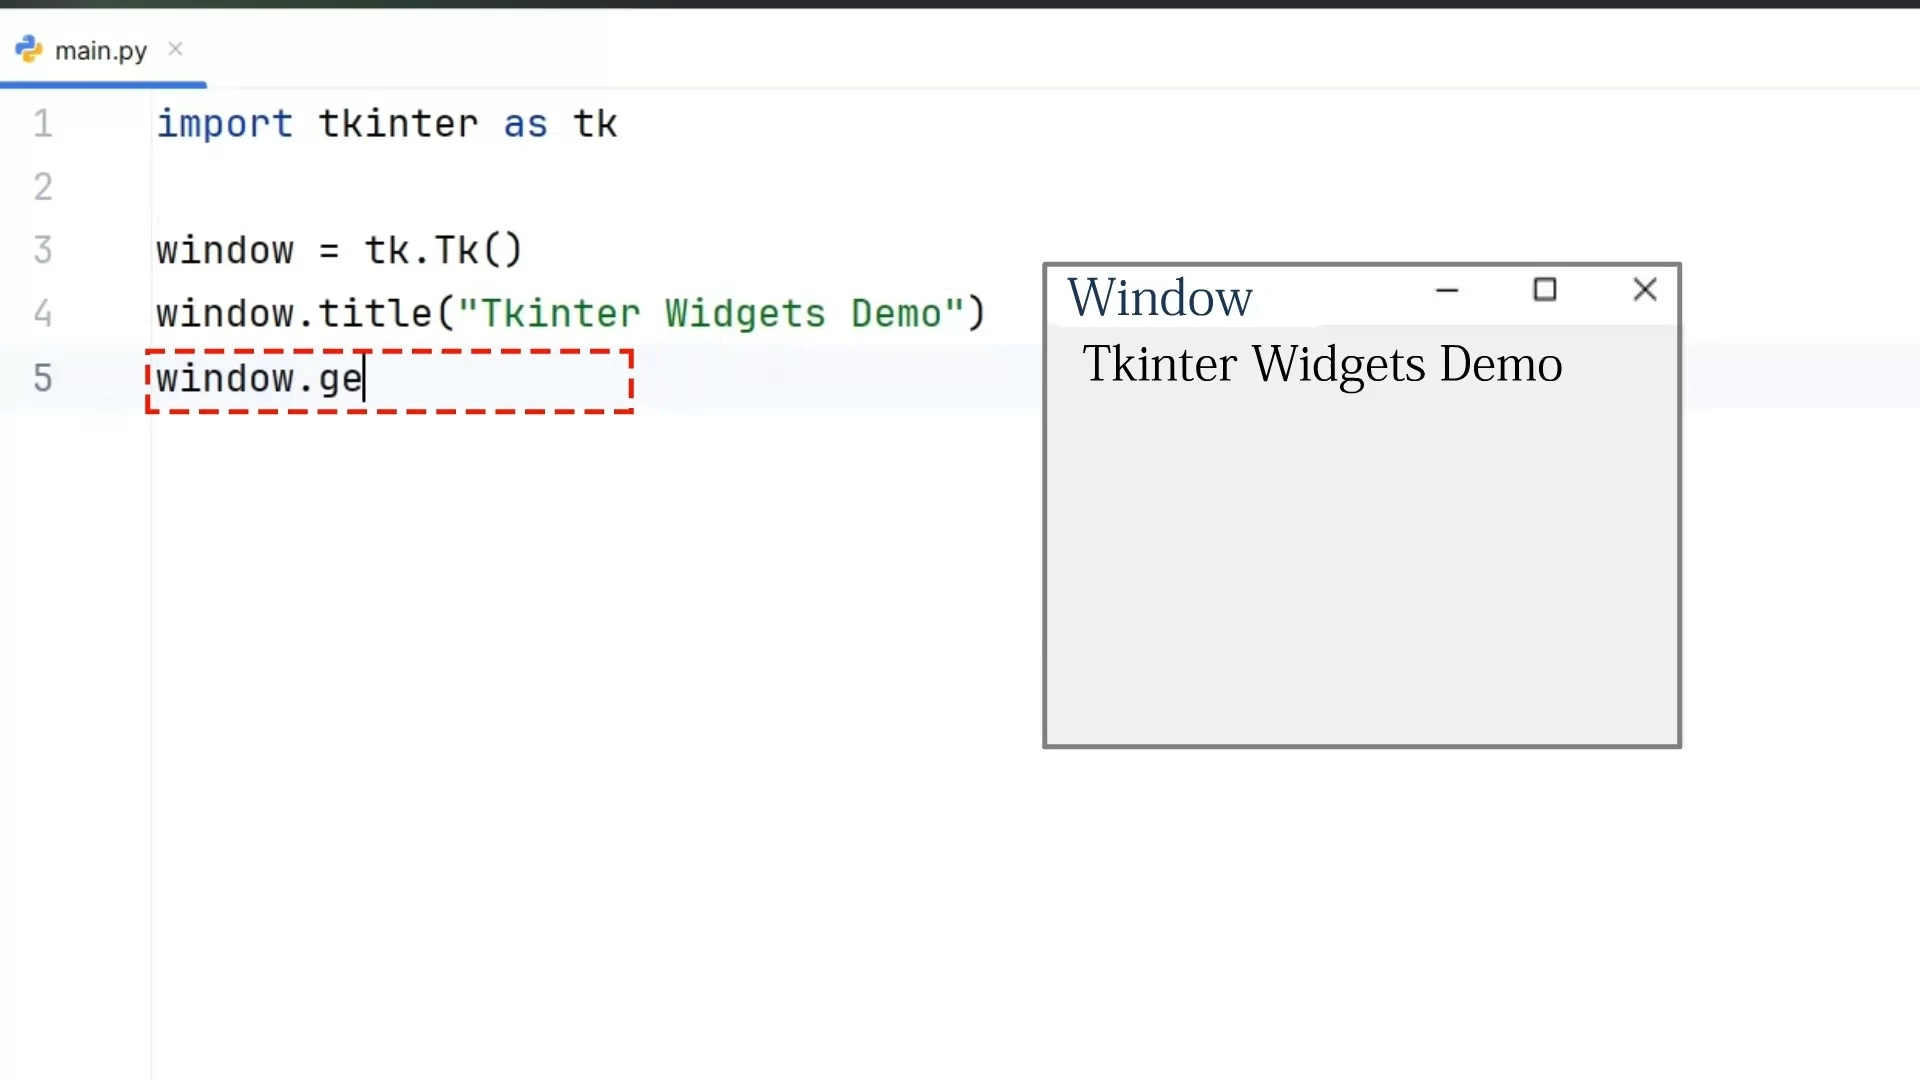 main.py
1 import tkinter as tk
2
3 window = tk.Tk()
4 window.title("Tkinter Widgets Demo")
5 window.ge
Window
Tkinter Widgets Demo